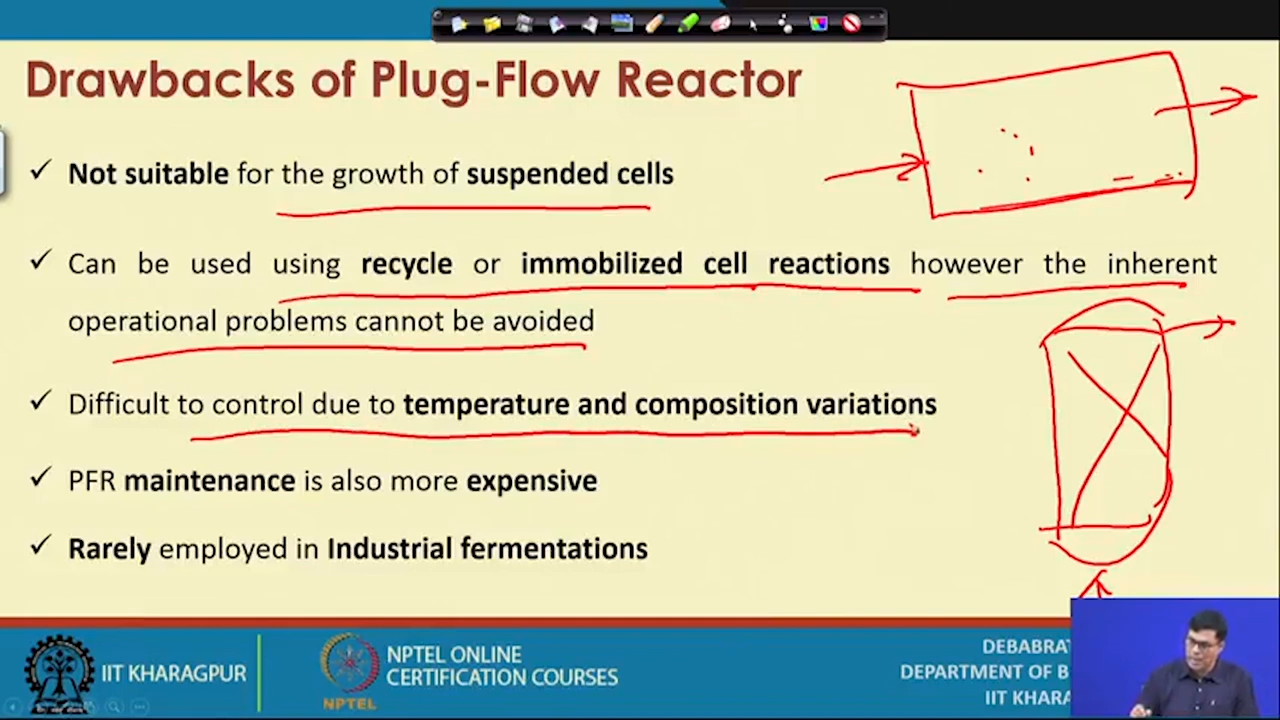 Drawbacks of Plug-Flow Reactor
✓ Not suitable for the growth of suspended cells
✓ Can be used using recycle or immobilized cell reactions however the inherent
operational problems cannot be avoided
✓ Difficult to control due to temperature and composition variations
✓ PFR maintenance is also more expensive
✓ Rarely employed in Industrial fermentations
IIT KHARAGPUR
NPTEL
NPTEL ONLINE
CERTIFICATION COURSES
DEBABRAT
DEPARTMENT OF B
IIT KHARA